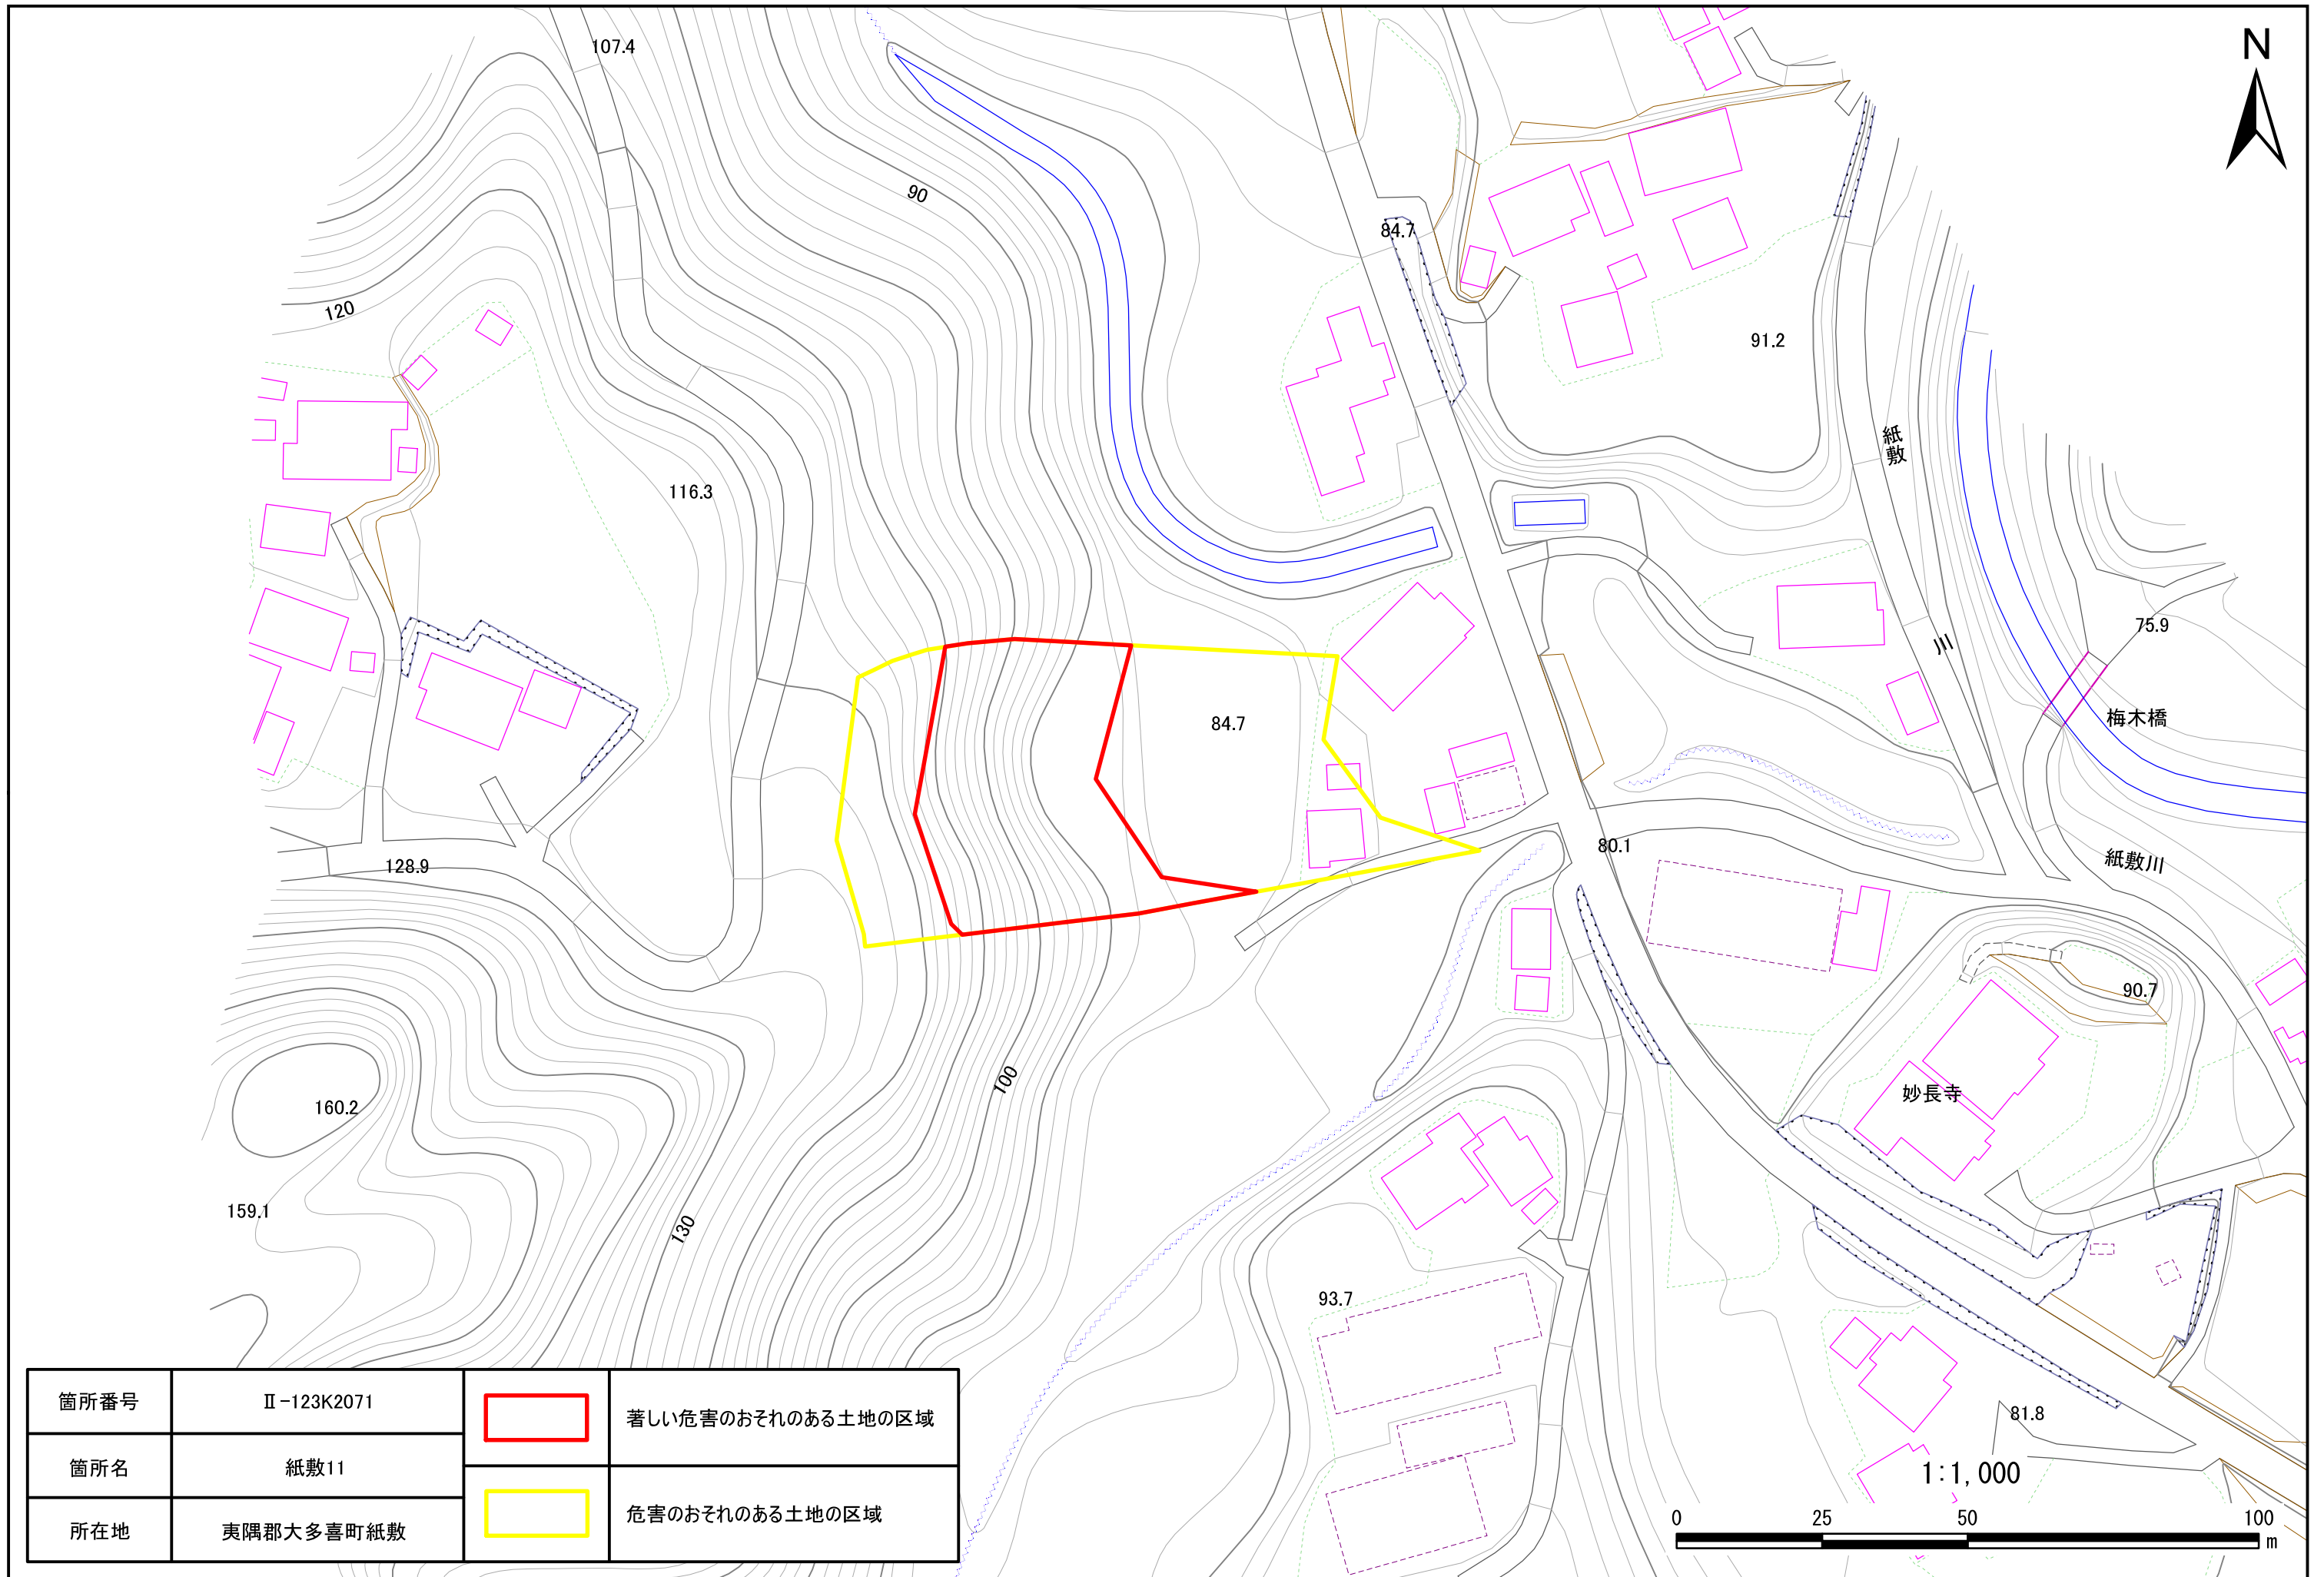 107.4
N
90
84.7
120
91.2
紙敷
116.3
川
75.9
梅木橋
84.7
80.1
128.9
紙敷川
90.7
100
妙長寺
160.2
159.1
130
93.7
81.8
箇所番号 Ⅱ-123K2071
箇所名 紙敷11
所在地 夷隅郡大多喜町紙敷
著しい危害のおそれのある土地の区域
危害のおそれのある土地の区域
1:1,000
0 25 50 100
m